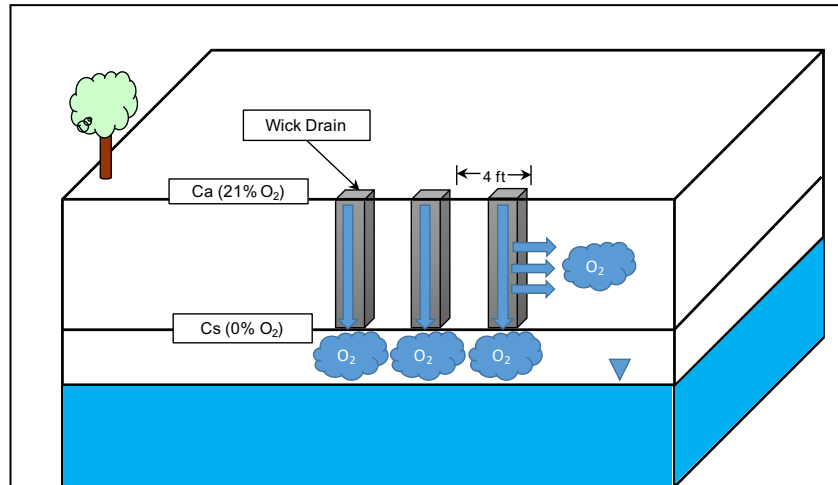 Wick Drain
4 ft
Ca (21% O₂)
O₂
Cs (0% O₂)
O₂ O₂ O₂